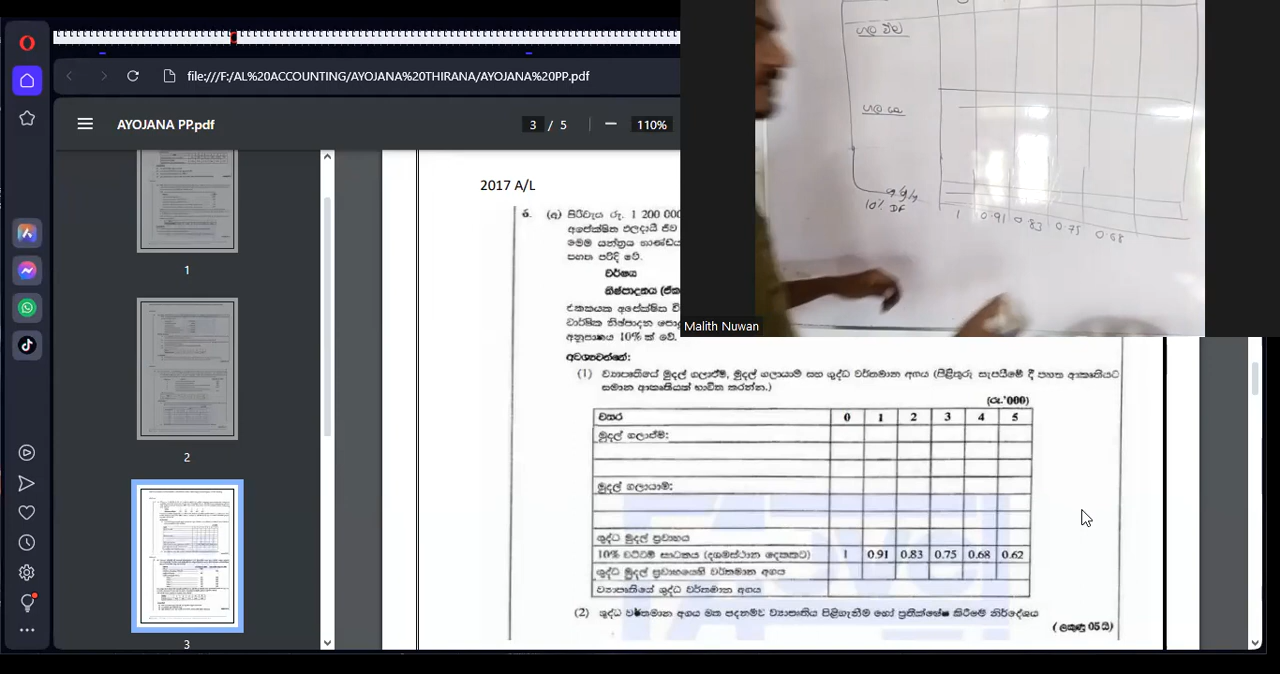 file:///F:/AL%20ACCOUNTING/AYOJANA%20THIRANA/AYOJANA%20PP.pdf
AYOJANA PP.pdf
3 / 5
110%
1
2
3
2017 A/L
6. (අ) පිරිවැය රු. 1 200 000
අපේක්ෂිත ඵලදායී ජීව
මෙම යන්ත්‍රය භාණ්ඩය
පහත පරිදි වේ.
වර්ෂය
නිෂ්පාදනය (ඒක
ඒකකයක අපේක්ෂිත වි
වාර්ෂික නිෂ්පාදන පොදු
අනුපාතය 10% ක් වේ.
අවශ්‍යවන්නේ:
(1) ව්‍යාපෘතියේ මුදල් ගලාඒම්, මුදල් ගලායාම් සහ ශුද්ධ වර්තමාන අගය (පිළිතුරු සැපයීමේ දී පහත ආකෘතියට
සමාන ආකෘතියක් භාවිත කරන්න.)
(රු.'000)
වසර 0 1 2 3 4 5
මුදල් ගලාඒම්:
මුදල් ගලායාම්:
ශුද්ධ මුදල් ප්‍රවාහය
10% වට්ටම් සාධකය (දශමස්ථාන දෙකකට) 1 0.91 0.83 0.75 0.68 0.62
ශුද්ධ මුදල් ප්‍රවාහයෙහි වර්තමාන අගය
ව්‍යාපෘතියේ ශුද්ධ වර්තමාන අගය
(2) ශුද්ධ වර්තමාන අගය මත පදනම්ව ව්‍යාපෘතිය පිළිගැනීම හෝ ප්‍රතික්ෂේප කිරීමේ නිර්දේශය
(ලකුණු 05 යි)
10% DF
1 0.91 0.83 0.75 0.68
Malith Nuwan